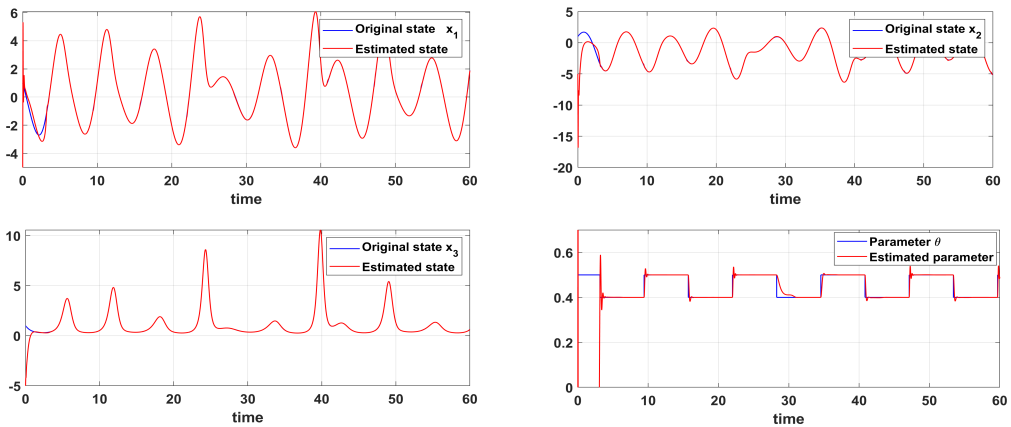 6
4
2
0
-2
-4
Original state x1
Estimated state
0 10 20 30 40 50 60
time
5
0
-5
-10
-15
-20
Original state x2
Estimated state
0 10 20 30 40 50 60
time
10
5
0
-5
Original state x3
Estimated state
0 10 20 30 40 50 60
time
0.6
0.4
0.2
0
Parameter θ
Estimated parameter
0 10 20 30 40 50 60
time